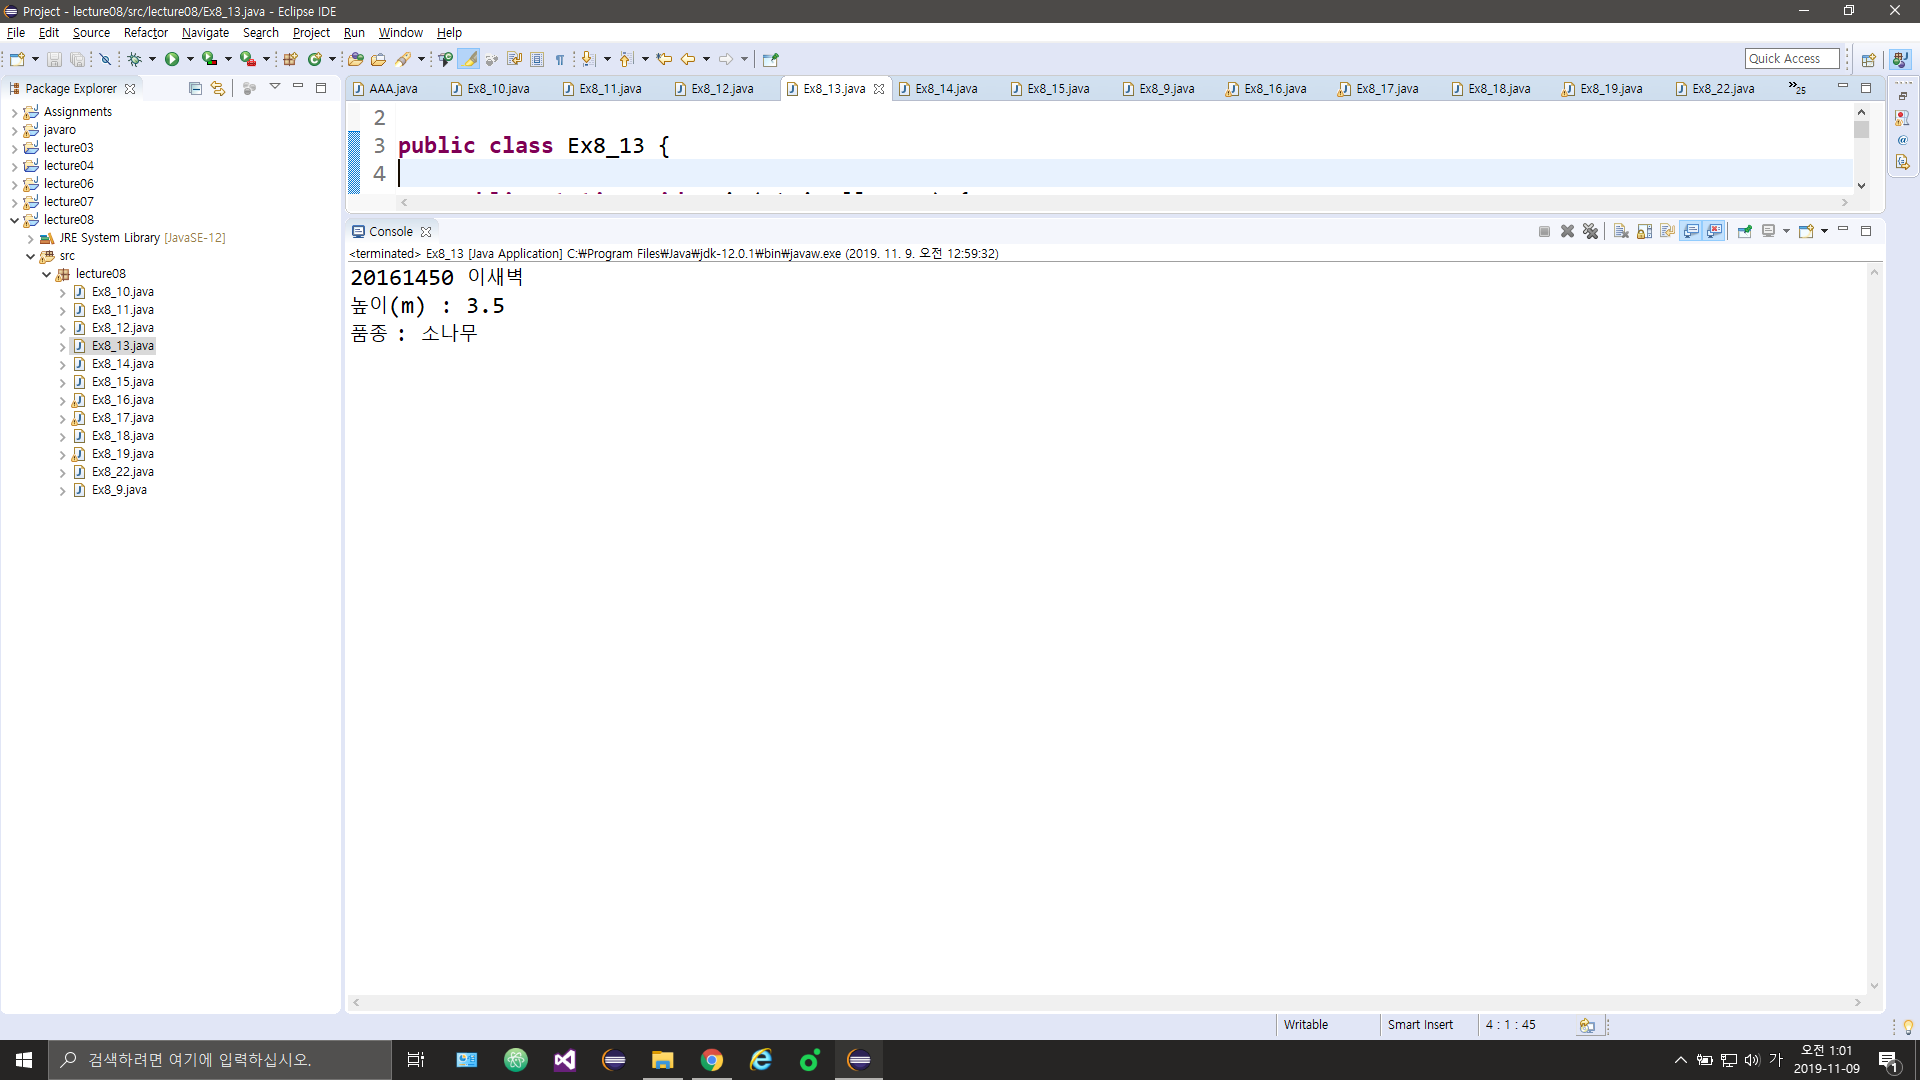 Project - lecture08/src/lecture08/Ex8_13.java - Eclipse IDE
File Edit Source Refactor Navigate Search Project Run Window Help
Quick Access
Package Explorer
Assignments
javaro
lecture03
lecture04
lecture06
lecture07
lecture08
JRE System Library [JavaSE-12]
src
lecture08
Ex8_10.java
Ex8_11.java
Ex8_12.java
Ex8_13.java
Ex8_14.java
Ex8_15.java
Ex8_16.java
Ex8_17.java
Ex8_18.java
Ex8_19.java
Ex8_22.java
Ex8_9.java
AAA.java Ex8_10.java Ex8_11.java Ex8_12.java Ex8_13.java Ex8_14.java Ex8_15.java Ex8_9.java Ex8_16.java Ex8_17.java Ex8_18.java Ex8_19.java Ex8_22.java »25
2
3 public class Ex8_13 {
4
Console
<terminated> Ex8_13 [Java Application] C:₩Program Files₩Java₩jdk-12.0.1₩bin₩javaw.exe (2019. 11. 9. 오전 12:59:32)
20161450 이새벽
높이(m) : 3.5
품종 : 소나무
Writable Smart Insert 4 : 1 : 45
검색하려면 여기에 입력하십시오.
가 오전 1:01
2019-11-09
1